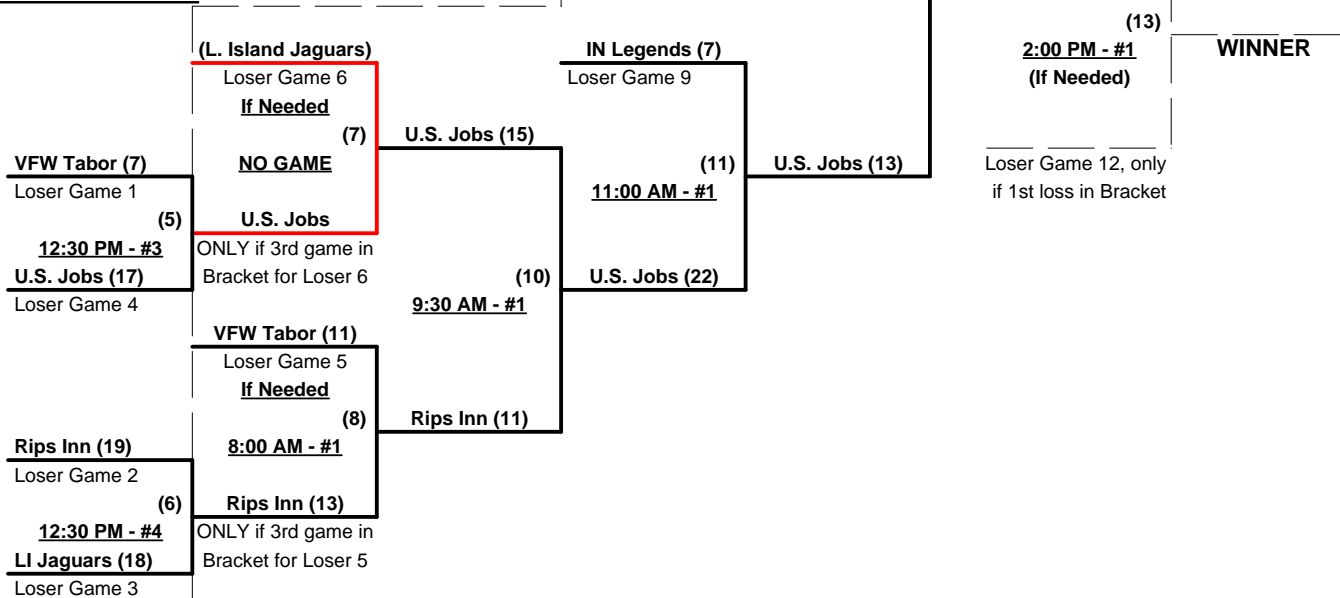 (13)
(L. Island Jaguars)
IN Legends (7)
2:00 PM - #1
WINNER
Loser Game 6
Loser Game 9
(If Needed)
If Needed
(7)
U.S. Jobs (15)
VFW Tabor (7)
NO GAME
(11)
U.S. Jobs (13)
Loser Game 12, only
if 1st loss in Bracket
Loser Game 1
11:00 AM - #1
(5)
U.S. Jobs
12:30 PM - #3
ONLY if 3rd game in
Bracket for Loser 6
U.S. Jobs (17)
(10)
U.S. Jobs (22)
Loser Game 4
9:30 AM - #1
VFW Tabor (11)
Loser Game 5
If Needed
(8)
Rips Inn (11)
Rips Inn (19)
8:00 AM - #1
Loser Game 2
(6)
Rips Inn (13)
12:30 PM - #4
ONLY if 3rd game in
Bracket for Loser 5
LI Jaguars (18)
Loser Game 3